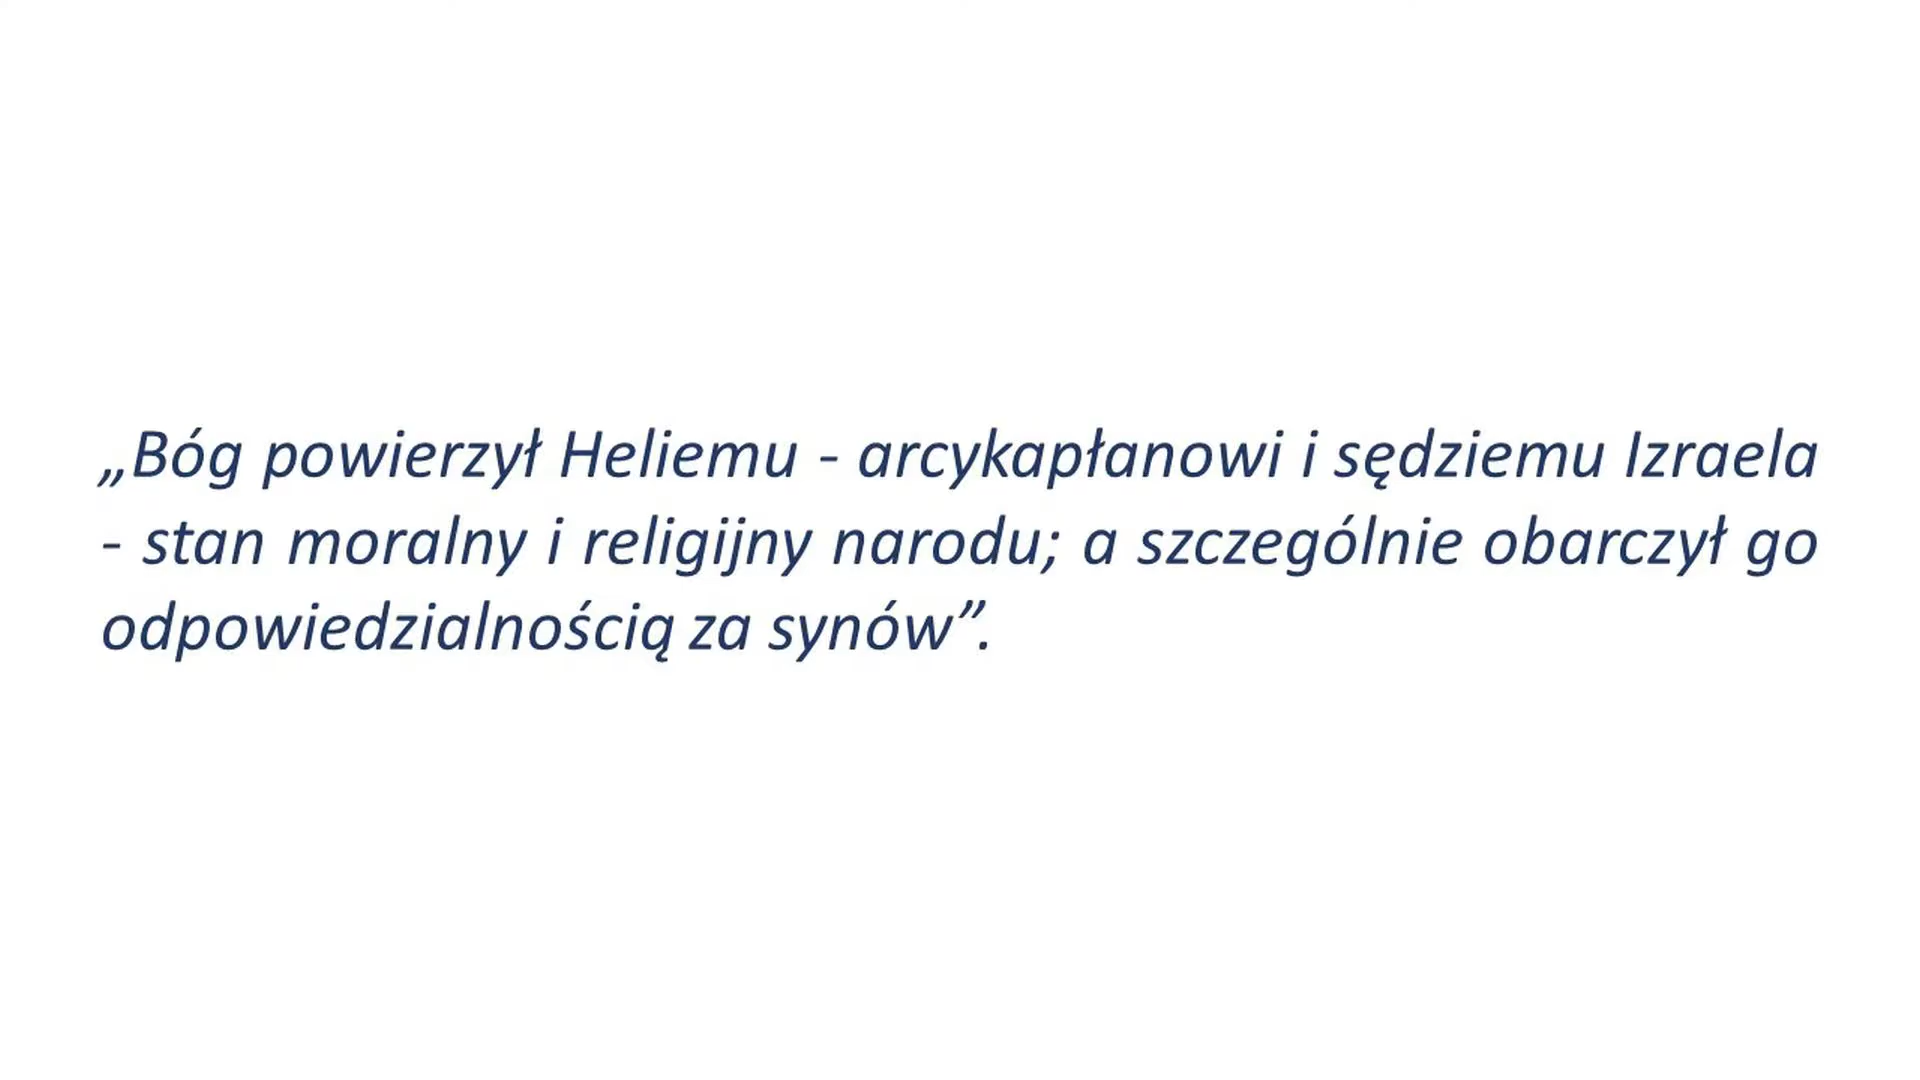 „Bóg powierzył Heliemu - arcykapłanowi i sędziemu Izraela
- stan moralny i religijny narodu; a szczególnie obarczył go
odpowiedzialnością za synów”.